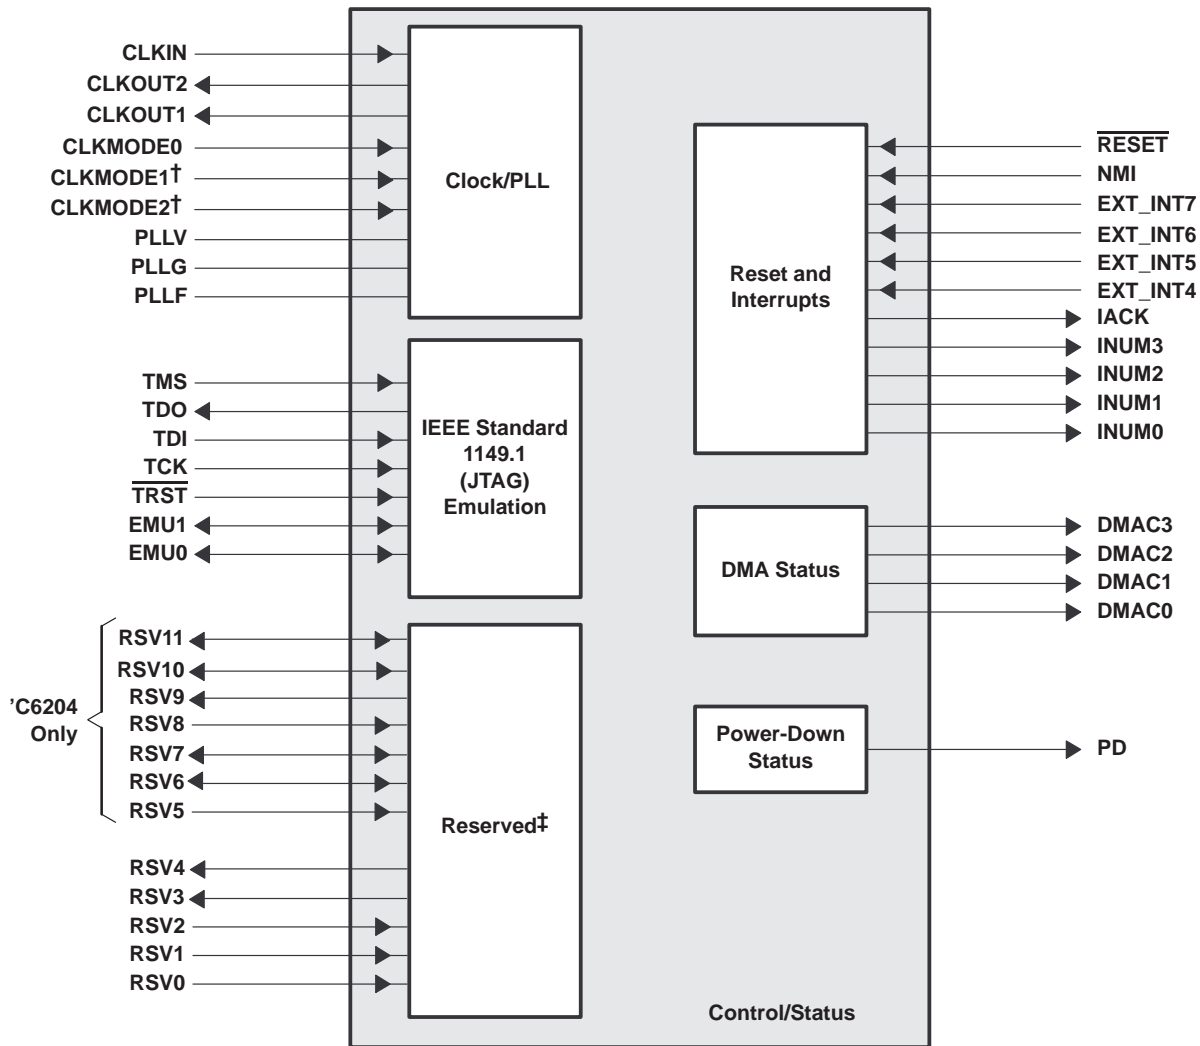 CLKIN
CLKOUT2
CLKOUT1
CLKMODE0
CLKMODE1†
CLKMODE2†
PLLV
PLLG
PLLF
Clock/PLL
TMS
TDO
TDI
TCK
TRST
EMU1
EMU0
IEEE Standard
1149.1
(JTAG)
Emulation
RSV11
RSV10
RSV9
RSV8
RSV7
RSV6
RSV5
’C6204
Only
RSV4
RSV3
RSV2
RSV1
RSV0
Reserved‡
Reset and
Interrupts
RESET
NMI
EXT_INT7
EXT_INT6
EXT_INT5
EXT_INT4
IACK
INUM3
INUM2
INUM1
INUM0
DMA Status
DMAC3
DMAC2
DMAC1
DMAC0
Power-Down
Status
PD
Control/Status